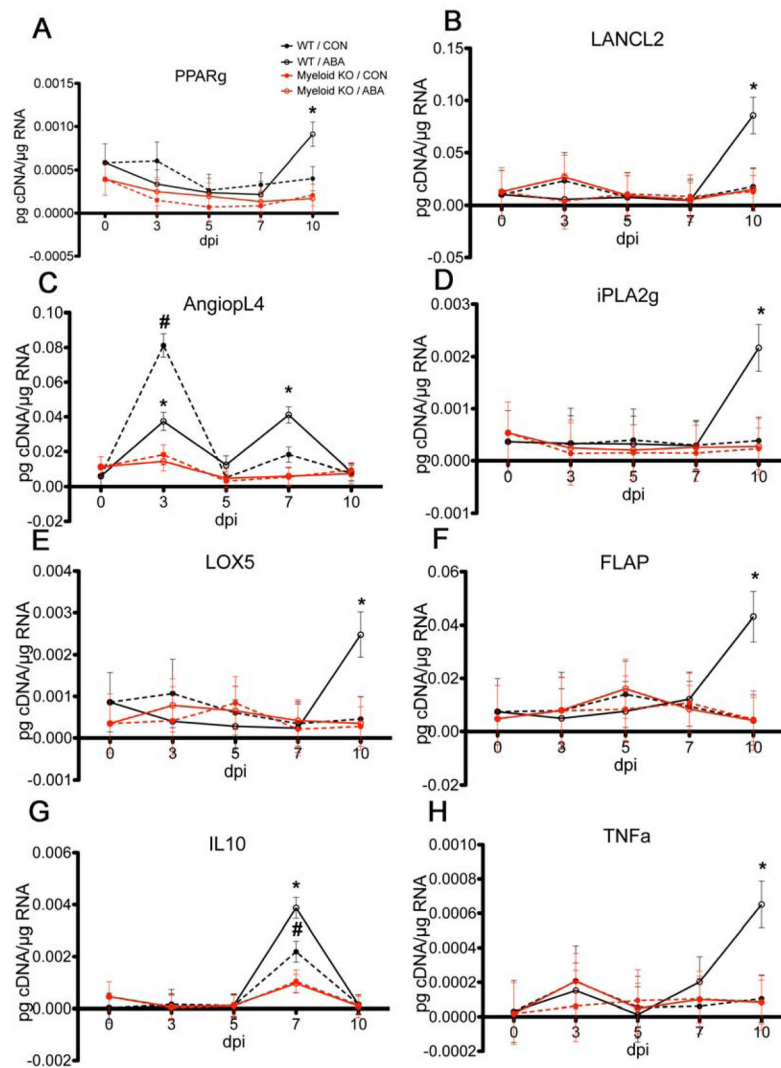 A
PPARg
WT / CON
WT / ABA
Myeloid KO / CON
Myeloid KO / ABA
pg cDNA/µg RNA
0.0015
0.0010
0.0005
0.0000
-0.0005
0 3 5 7 10
dpi
*
B
LANCL2
pg cDNA/µg RNA
0.15
0.10
0.05
0.00
-0.05
0 3 5 7 10
dpi
*
C
AngiopL4
pg cDNA/µg RNA
0.10
0.08
0.06
0.04
0.02
0.00
-0.02
0 3 5 7 10
dpi
#
*
*
D
iPLA2g
pg cDNA/µg RNA
0.003
0.002
0.001
0.000
-0.001
0 3 5 7 10
dpi
*
E
LOX5
pg cDNA/µg RNA
0.004
0.003
0.002
0.001
0.000
-0.001
0 3 5 7 10
dpi
*
F
FLAP
pg cDNA/µg RNA
0.06
0.04
0.02
0.00
-0.02
0 3 5 7 10
dpi
*
G
IL10
pg cDNA/µg RNA
0.006
0.004
0.002
0.000
-0.002
0 3 5 7 10
dpi
*
#
H
TNFa
pg cDNA/µg RNA
0.0010
0.0008
0.0006
0.0004
0.0002
0.0000
-0.0002
0 3 5 7 10
dpi
*